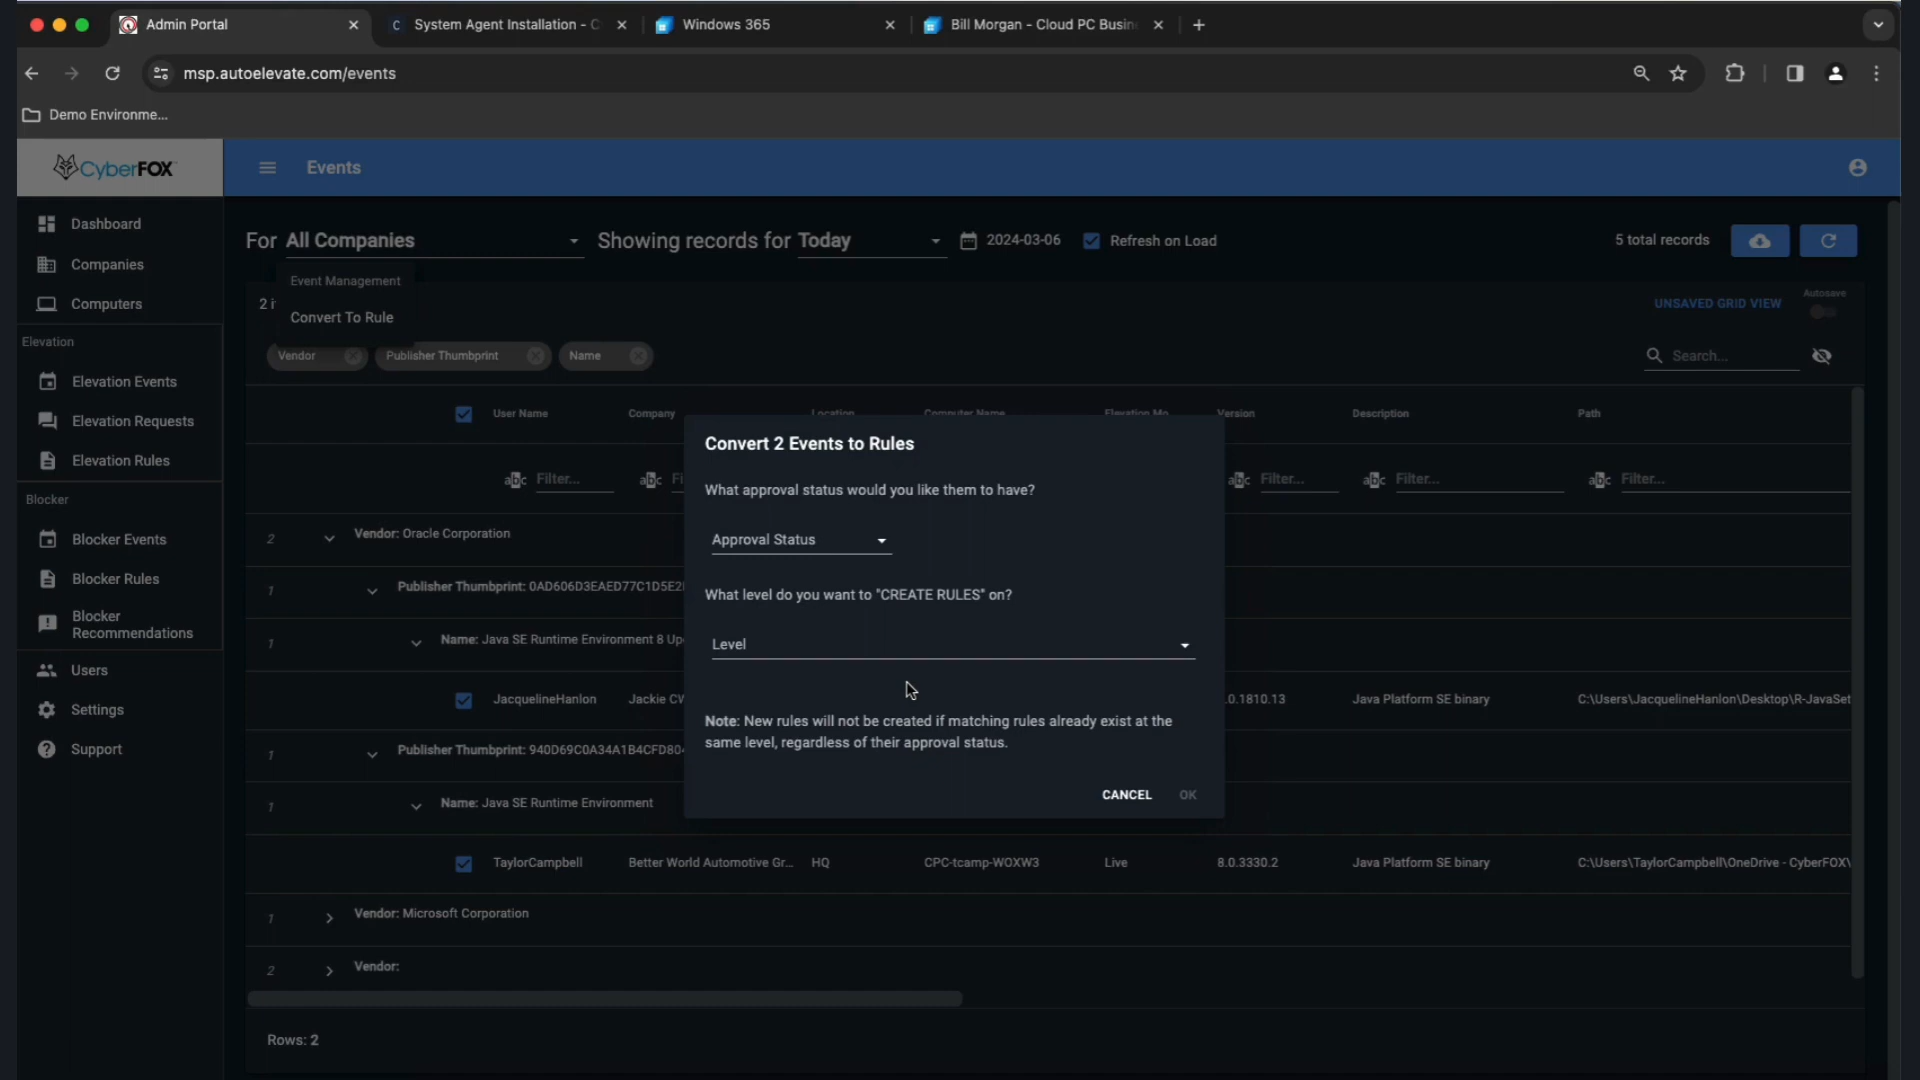 Admin Portal
System Agent Installation - C
Windows 365
Bill Morgan - Cloud PC Busin
msp.autoelevate.com/events
Demo Environme...
CyberFOX
Events
Dashboard
Companies
Computers
Elevation
Elevation Events
Elevation Requests
Elevation Rules
Blocker
Blocker Events
Blocker Rules
Blocker
Recommendations
Users
Settings
Support
For All Companies
Showing records for Today
2024-03-06
Refresh on Load
5 total records
Event Management
Convert To Rule
2
UNSAVED GRID VIEW
Autosave
Vendor
Publisher Thumbprint
Name
Search...
User Name
Company
Location
Computer Name
Elevation Mo
Version
Description
Path
Filter...
Filter...
Filter...
Filter...
2 Vendor: Oracle Corporation
1 Publisher Thumbprint: 0AD606D3EAED77C1D5E2
1 Name: Java SE Runtime Environment 8 Up
JacquelineHanlon
Jackie CW
.0.1810.13
Java Platform SE binary
C:\Users\JacquelineHanlon\Desktop\R-JavaSet
1 Publisher Thumbprint: 940D69C0A34A1B4CFD80
1 Name: Java SE Runtime Environment
TaylorCampbell
Better World Automotive Gr...
HQ
CPC-tcamp-WOXW3
Live
8.0.3330.2
Java Platform SE binary
C:\Users\TaylorCampbell\OneDrive - CyberFOX\
1 Vendor: Microsoft Corporation
2 Vendor:
Rows: 2
Convert 2 Events to Rules
What approval status would you like them to have?
Approval Status
What level do you want to "CREATE RULES" on?
Level
Note: New rules will not be created if matching rules already exist at the
same level, regardless of their approval status.
CANCEL
OK